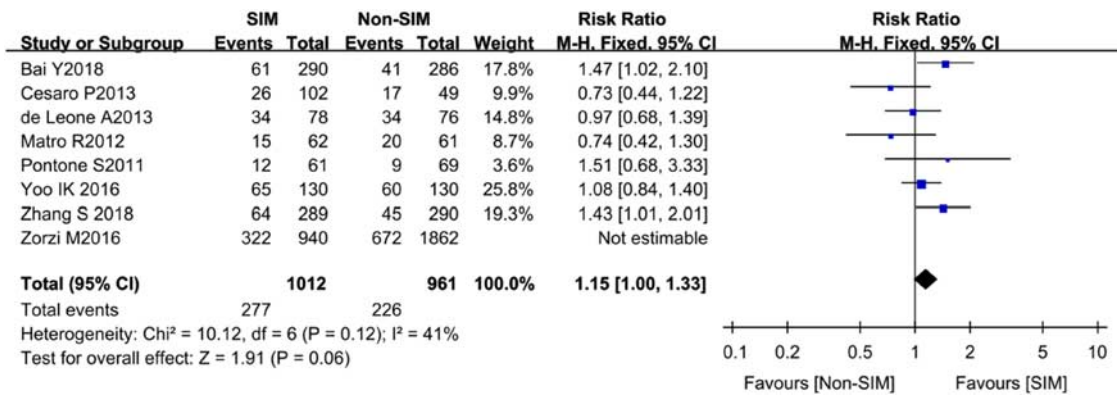 SIM Non-SIM Risk Ratio Risk Ratio
Study or Subgroup Events Total Events Total Weight M-H. Fixed. 95% CI M-H. Fixed. 95% CI
Bai Y2018 61 290 41 286 17.8% 1.47 [1.02, 2.10]
Cesaro P2013 26 102 17 49 9.9% 0.73 [0.44, 1.22]
de Leone A2013 34 78 34 76 14.8% 0.97 [0.68, 1.39]
Matro R2012 15 62 20 61 8.7% 0.74 [0.42, 1.30]
Pontone S2011 12 61 9 69 3.6% 1.51 [0.68, 3.33]
Yoo IK 2016 65 130 60 130 25.8% 1.08 [0.84, 1.40]
Zhang S 2018 64 289 45 290 19.3% 1.43 [1.01, 2.01]
Zorzi M2016 322 940 672 1862 Not estimable
Total (95% CI) 1012 961 100.0% 1.15 [1.00, 1.33]
Total events 277 226
Heterogeneity: Chi² = 10.12, df = 6 (P = 0.12); I² = 41%
Test for overall effect: Z = 1.91 (P = 0.06)
0.1 0.2 0.5 1 2 5 10
Favours [Non-SIM] Favours [SIM]